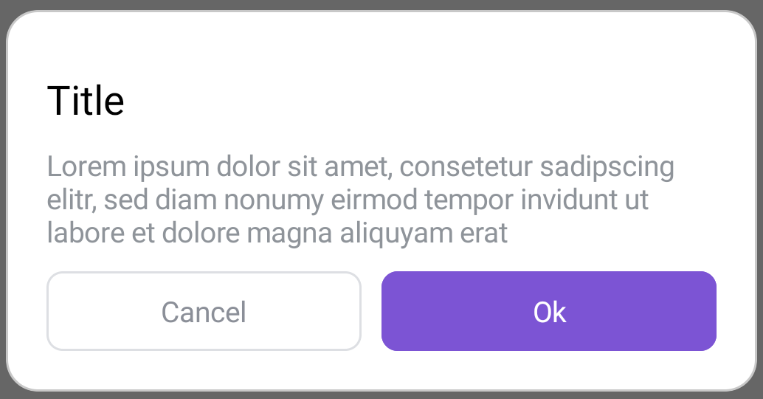 Title
Lorem ipsum dolor sit amet, consetetur sadipscing
elitr, sed diam nonumy eirmod tempor invidunt ut
labore et dolore magna aliquyam erat
Cancel
Ok